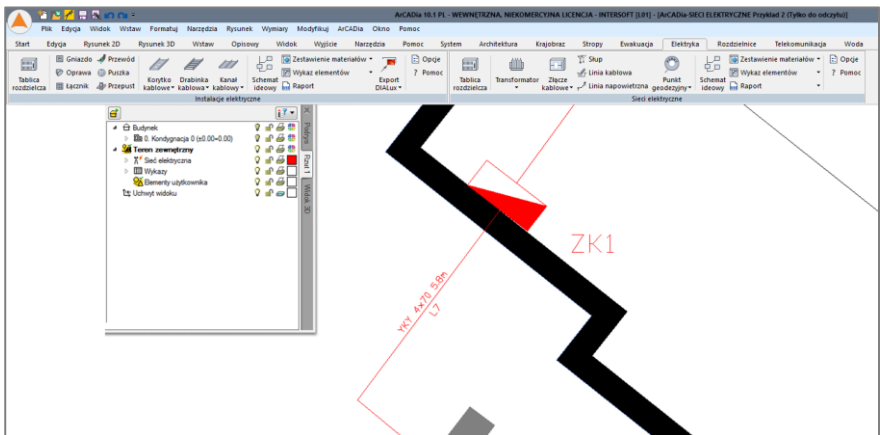 ArCADia 10.1 PL - WEWNĘTRZNA, NIEKOMERCYJNA LICENCJA - INTERSOFT [L01] - [ArCADia-SIECI ELEKTRYCZNE Przykład 2 (Tylko do odczytu)]
Plik Edycja Widok Wstaw Formatuj Narzędzia Rysunek Wymiary Modyfikuj ArCADia Okno Pomoc
Start Edycja Rysunek 2D Rysunek 3D Wstaw Opisowy Widok Wyjście Narzędzia Pomoc System Architektura Krajobraz Stropy Ewakuacja Elektryka Rozdzielnice Telekomunikacja Woda
Gniazdo Przewód Zestawienie materiałów Opcje Słup Zestawienie materiałów Opcje
Oprawa Puszka Wykaz elementów ? Pomoc Linia kablowa Wykaz elementów ? Pomoc
Łącznik Przepust Raport Linia napowietrzna Raport
Tablica rozdzielcza Korytko kablowe Drabinka kablowa Kanał kablowy Schemat ideowy Export DIALux Tablica rozdzielcza Transformator Złącze kablowe Punkt geodezyjny Schemat ideowy
Instalacje elektryczne Sieci elektryczne
Budynek
0. Kondygnacja 0 (±0.00=0.00)
Teren zewnętrzny
Sieć elektryczna
Wykazy
Elementy użytkownika
Uchwyt widoku
Podrys
Rzut 1
Widok 3D
ZK1
YKY 4x70 5.8m
L7